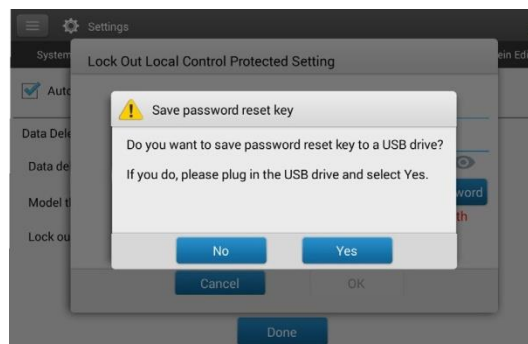 Settings
System
ein Edi
Lock Out Local Control Protected Setting
Auto
Save password reset key
Data Dele
Do you want to save password reset key to a USB drive?
Data de
If you do, please plug in the USB drive and select Yes.
Model t
word
th
Lock ou
No
Yes
Cancel
OK
Done